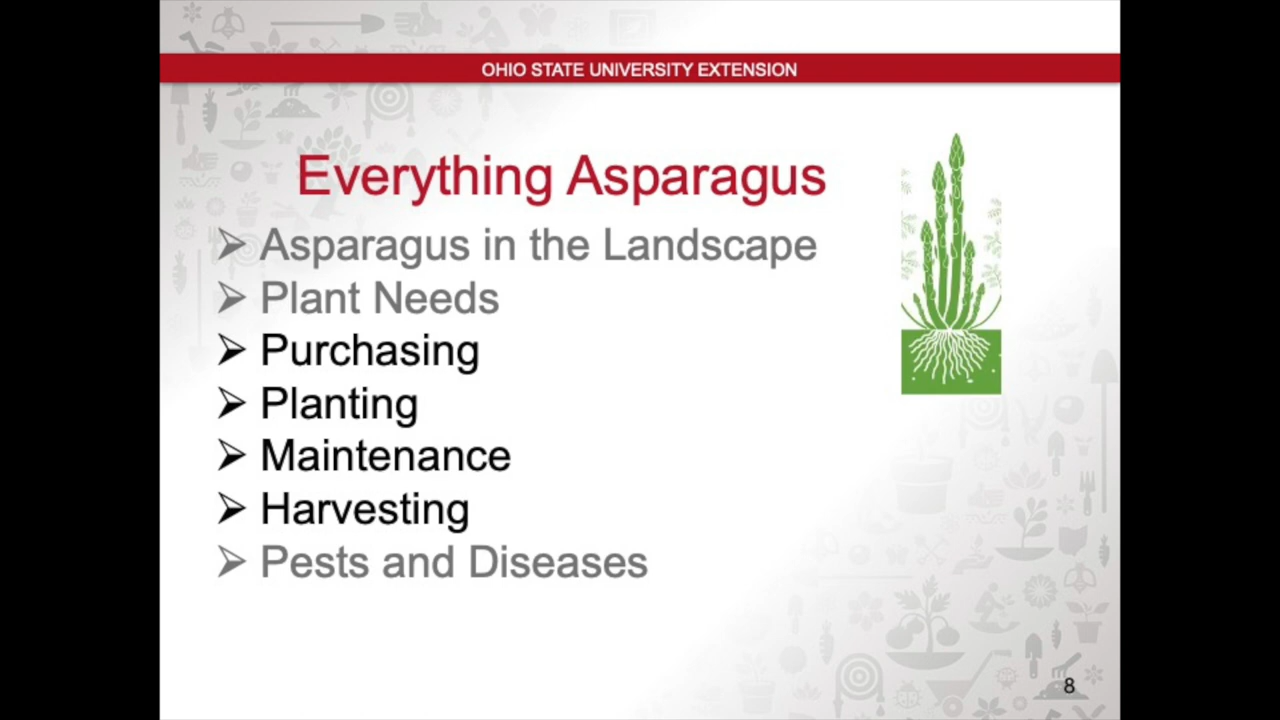 OHIO STATE UNIVERSITY EXTENSION
Everything Asparagus
➢ Asparagus in the Landscape
➢ Plant Needs
➢ Purchasing
➢ Planting
➢ Maintenance
➢ Harvesting
➢ Pests and Diseases
8